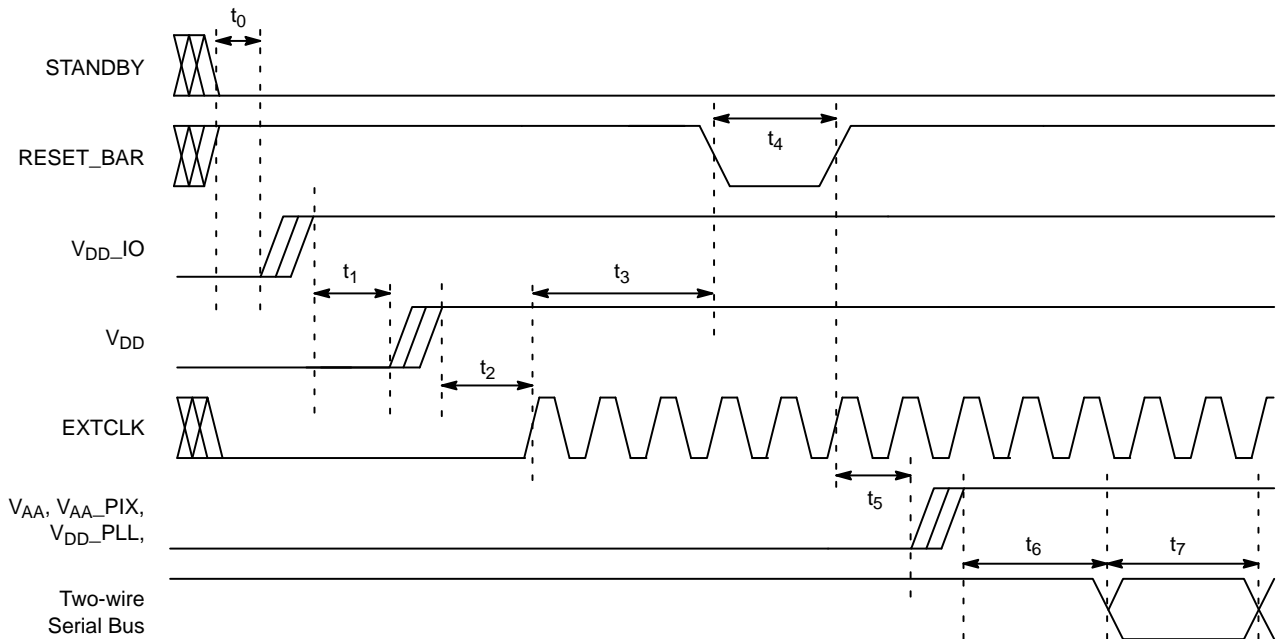 t0
STANDBY
RESET_BAR
t4
VDD_IO
t1
t3
VDD
t2
EXTCLK
t5
VAA, VAA_PIX,
VDD_PLL,
t6
t7
Two-wire
Serial Bus